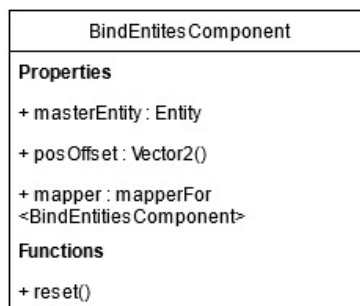 BindEntitesComponent
Properties
+ masterEntity : Entity
+ posOffset : Vector2()
+ mapper : mapperFor
<BindEntitiesComponent>
Functions
+ reset()